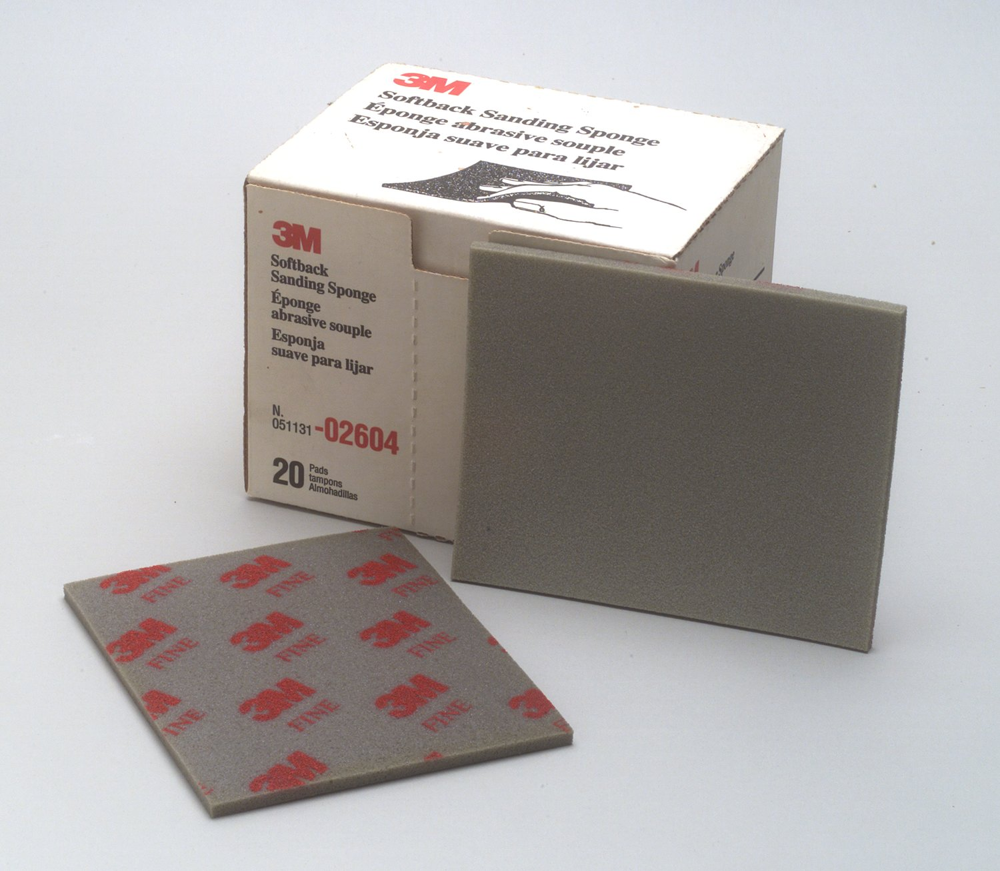 3M
Softback Sanding Sponge
Éponge abrasive souple
Esponja suave para lijar
3M
Softback
Sanding Sponge
Éponge
abrasive souple
Esponja
suave para lijar
N.
051131-02604
20 Pads
tampons
Almohadillas
Sponge
3M 3M 3M
FINE FINE FINE
3M 3M 3M
FINE FINE FINE
3M 3M 3M
INE FINE FINE
3M